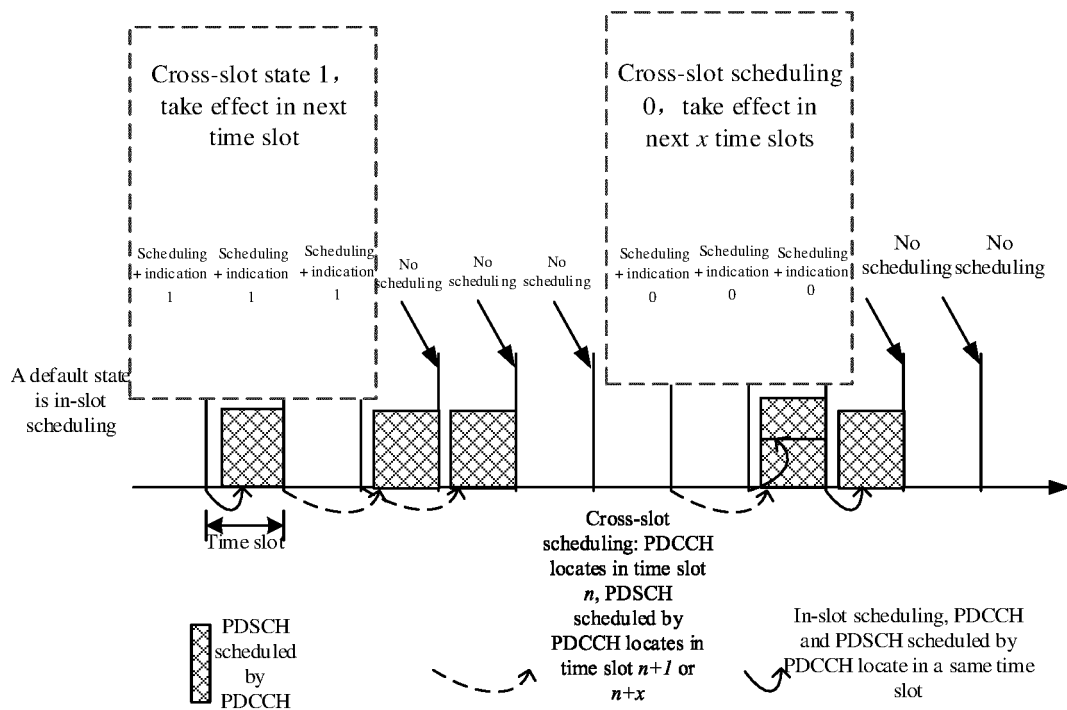 Cross-slot state 1,
take effect in next
time slot
Cross-slot scheduling
0, take effect in
next x time slots
Scheduling
+ indication
1
Scheduling
+ indication
1
Scheduling
+ indication
1
No
scheduling
No
scheduling
No
scheduling
Scheduling
+ indication
0
Scheduling
+ indication
0
Scheduling
+ indication
0
No
scheduling
No
scheduling
A default state
is in-slot
scheduling
Time slot
PDSCH
scheduled
by
PDCCH
Cross-slot
scheduling: PDCCH
locates in time slot
n, PDSCH
scheduled by
PDCCH locates in
time slot n+1 or
n+x
In-slot scheduling, PDCCH
and PDSCH scheduled by
PDCCH locate in a same time
slot